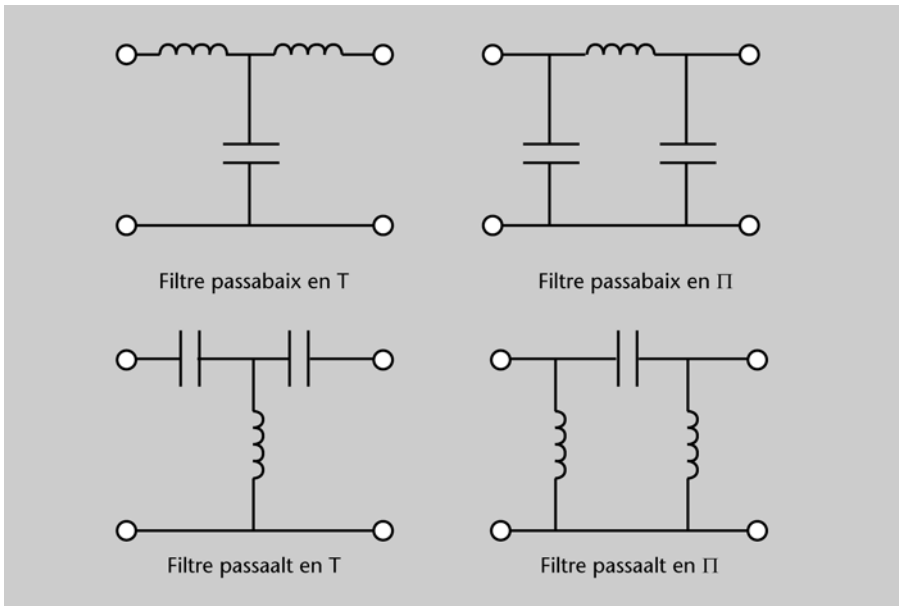 Filtre passabaix en T
Filtre passabaix en Π
Filtre passaalt en T
Filtre passaalt en Π